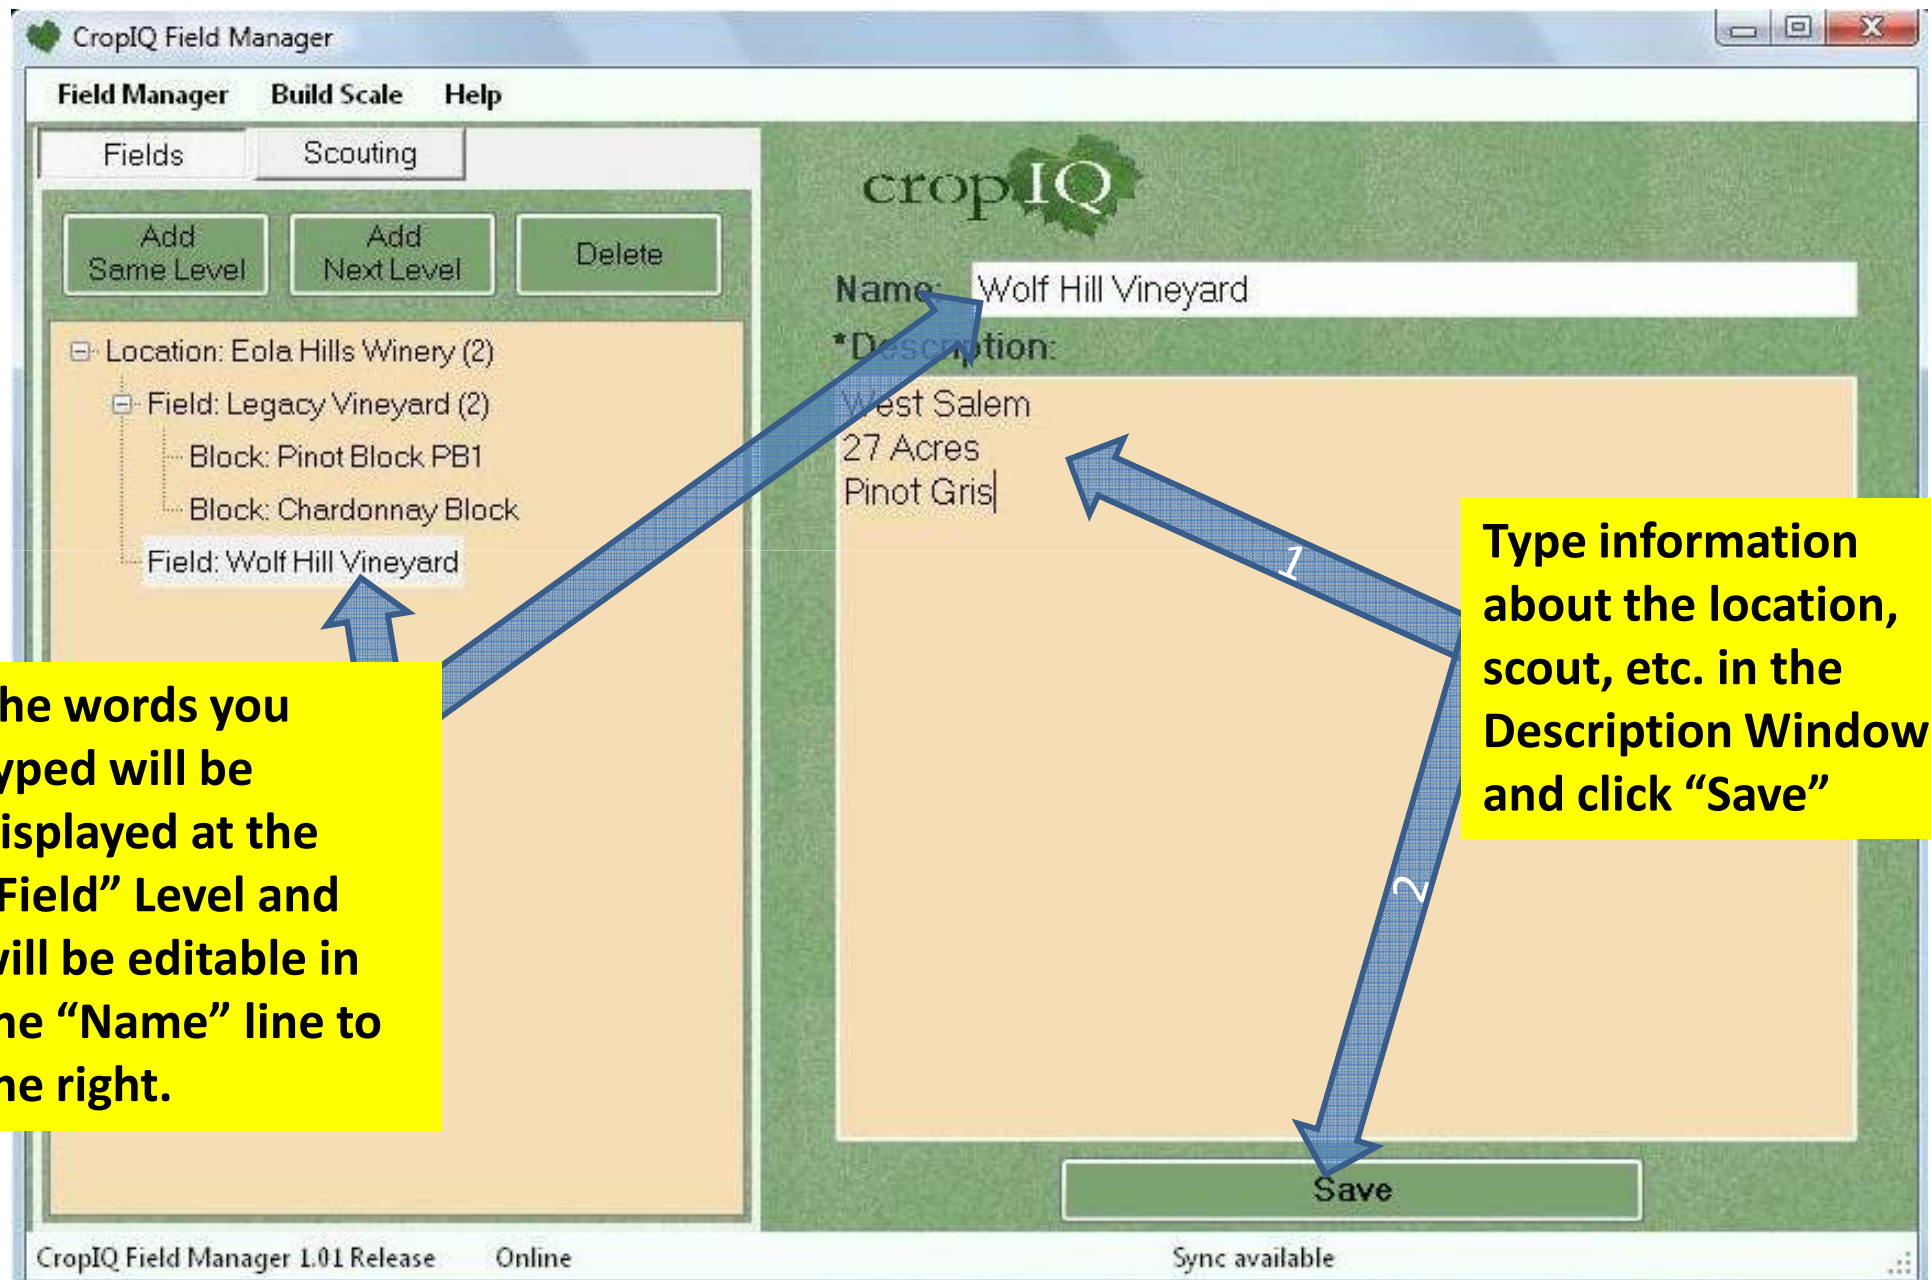 CropIQ Field Manager
Field Manager Build Scale Help
Fields Scouting
Add
Same Level
Add
Next Level
Delete
Location: Eola Hills Winery (2)
Field: Legacy Vineyard (2)
Block: Pinot Block PB1
Block: Chardonnay Block
Field: Wolf Hill Vineyard
he words you
yped will be
isplayed at the
Field” Level and
will be editable in
he “Name” line to
he right.
cropIQ
Name: Wolf Hill Vineyard
*Description:
West Salem
27 Acres
Pinot Gris
1
2
Type information
about the location,
scout, etc. in the
Description Window
and click “Save”
Save
CropIQ Field Manager 1.01 Release Online Sync available